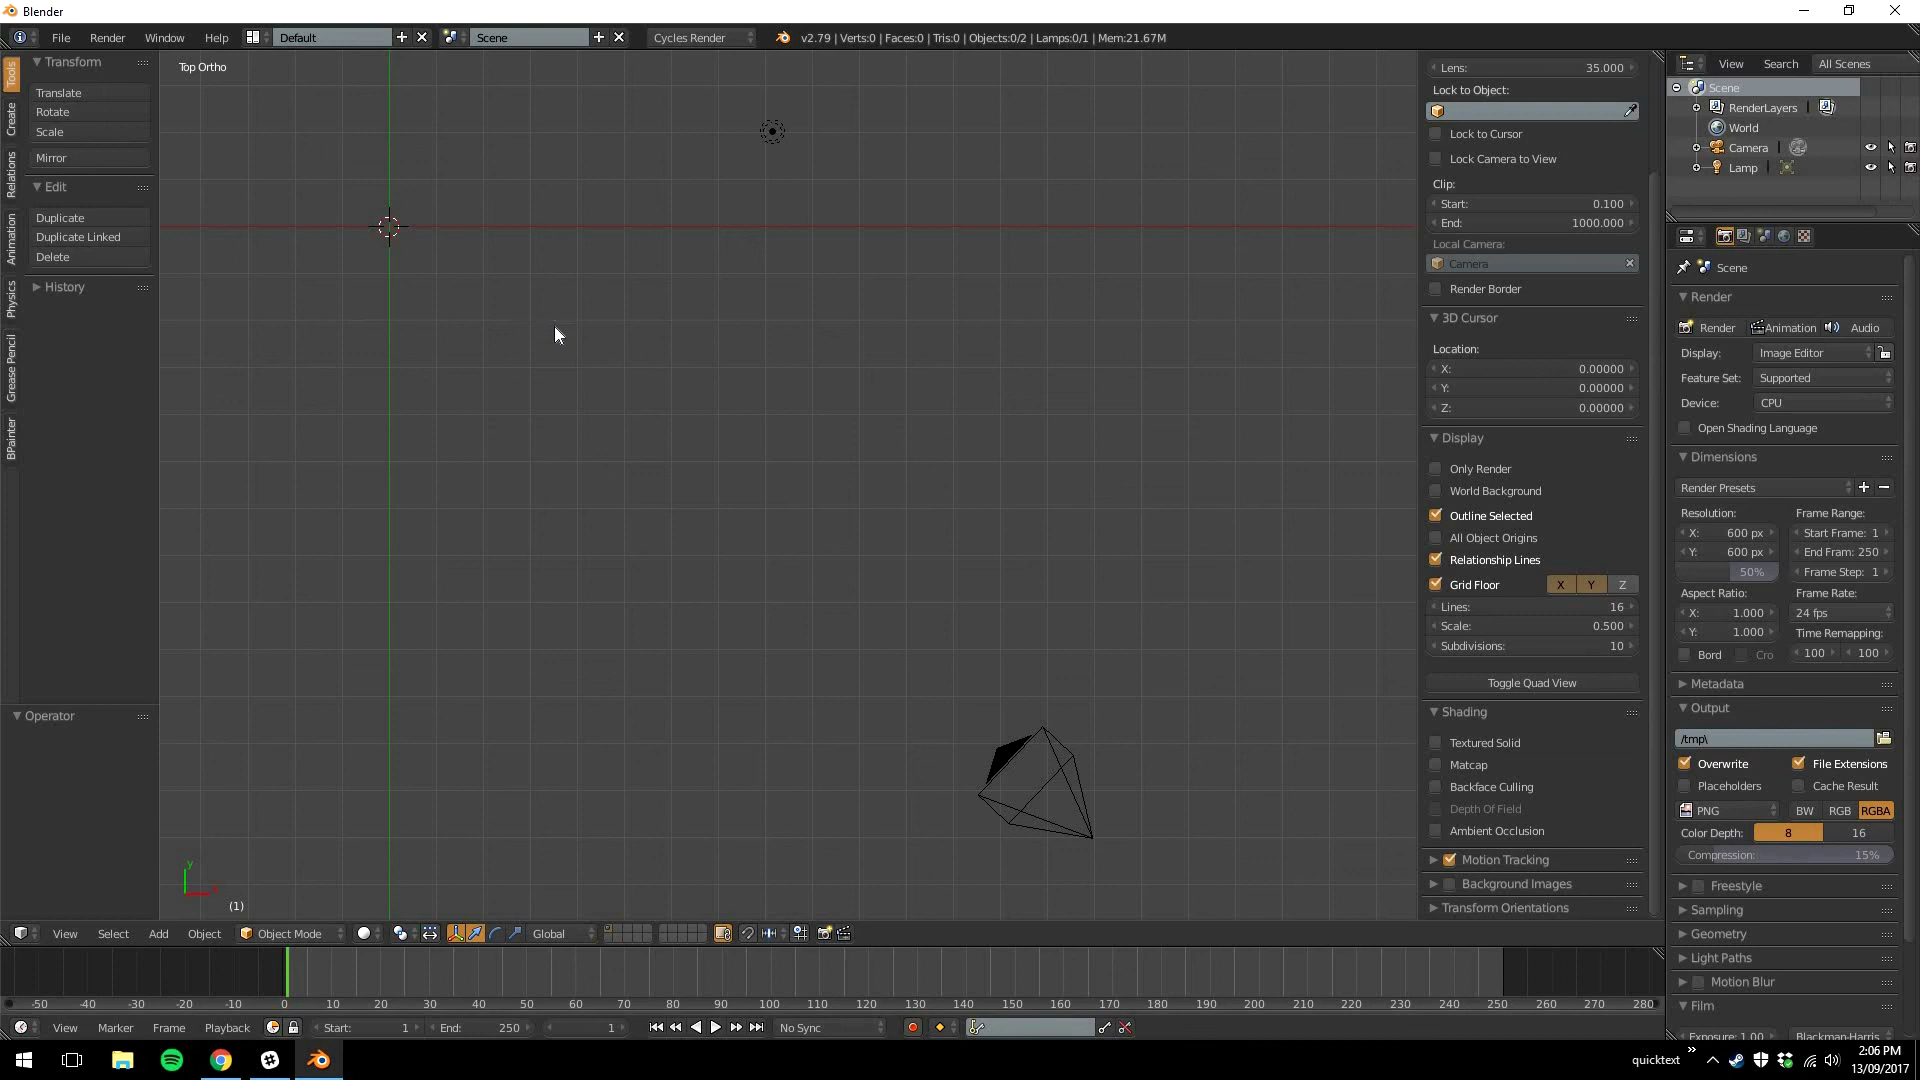 Blender
File Render Window Help Default Scene Cycles Render v2.79 | Verts:0 | Faces:0 | Tris:0 | Objects:0/2 | Lamps:0/1 | Mem:21.67M
Tools
Create
Relations
Animation
Physics
Grease Pencil
BPainter
Transform
Translate
Rotate
Scale
Mirror
Edit
Duplicate
Duplicate Linked
Delete
History
Operator
Top Ortho
y
(1)
Lens: 35.000
Lock to Object:
Lock to Cursor
Lock Camera to View
Clip:
Start: 0.100
End: 1000.000
Local Camera:
Camera
Render Border
3D Cursor
Location:
X: 0.00000
Y: 0.00000
Z: 0.00000
Display
Only Render
World Background
Outline Selected
All Object Origins
Relationship Lines
Grid Floor X Y Z
Lines: 16
Scale: 0.500
Subdivisions: 10
Toggle Quad View
Shading
Textured Solid
Matcap
Backface Culling
Depth Of Field
Ambient Occlusion
Motion Tracking
Background Images
Transform Orientations
View Search All Scenes
Scene
RenderLayers
World
Camera
Lamp
Scene
Render
Render Animation Audio
Display: Image Editor
Feature Set: Supported
Device: CPU
Open Shading Language
Dimensions
Render Presets
Resolution: Frame Range:
X: 600 px Start Frame: 1
Y: 600 px End Fram: 250
50% Frame Step: 1
Aspect Ratio: Frame Rate:
X: 1.000 24 fps
Y: 1.000 Time Remapping:
Bord Cro 100 100
Metadata
Output
/tmp\
Overwrite File Extensions
Placeholders Cache Result
PNG BW RGB RGBA
Color Depth: 8 16
Compression: 15%
Freestyle
Sampling
Geometry
Light Paths
Motion Blur
Film
Exposure: 1.00 Blackman-Harris
View Select Add Object Object Mode Global
-50 -40 -30 -20 -10 0 10 20 30 40 50 60 70 80 90 100 110 120 130 140 150 160 170 180 190 200 210 220 230 240 250 260 270 280
View Marker Frame Playback Start: 1 End: 250 1 No Sync
quicktext
2:06 PM
13/09/2017